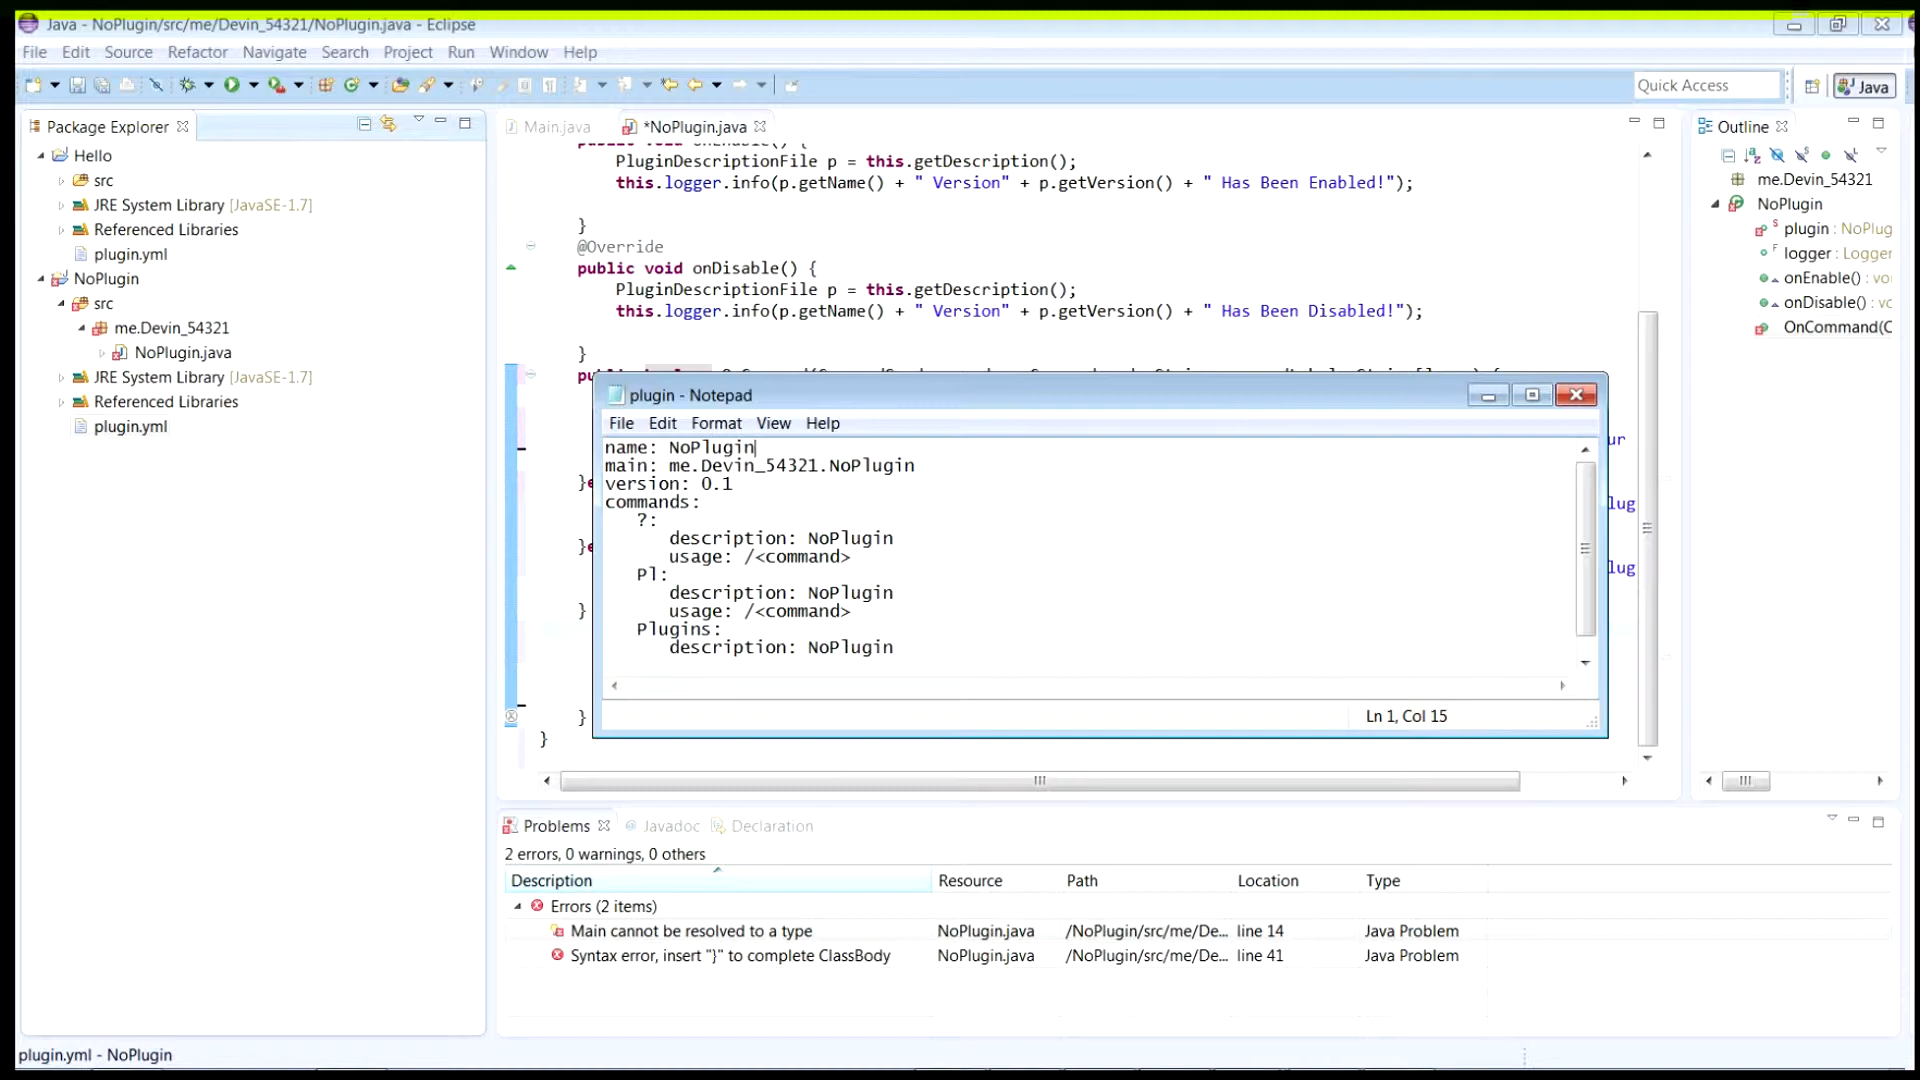 Java - NoPlugin/src/me/Devin_54321/NoPlugin.java - Eclipse
File Edit Source Refactor Navigate Search Project Run Window Help
Quick Access
Java
Package Explorer
Hello
src
JRE System Library [JavaSE-1.7]
Referenced Libraries
plugin.yml
NoPlugin
src
me.Devin_54321
NoPlugin.java
JRE System Library [JavaSE-1.7]
Referenced Libraries
plugin.yml
Main.java
*NoPlugin.java
PluginDescriptionFile p = this.getDescription();
this.logger.info(p.getName() + " Version" + p.getVersion() + " Has Been Enabled!");
}
@Override
public void onDisable() {
PluginDescriptionFile p = this.getDescription();
this.logger.info(p.getName() + " Version" + p.getVersion() + " Has Been Disabled!");
}
}
}
}
plugin - Notepad
File Edit Format View Help
name: NoPlugin
main: me.Devin_54321.NoPlugin
version: 0.1
commands:
?:
description: NoPlugin
usage: /<command>
Pl:
description: NoPlugin
usage: /<command>
Plugins:
description: NoPlugin
Ln 1, Col 15
Outline
me.Devin_54321
NoPlugin
plugin : NoPlug
logger : Logger
onEnable() : vo
onDisable() : vo
OnCommand(C
Problems
Javadoc
Declaration
2 errors, 0 warnings, 0 others
Description Resource Path Location Type
Errors (2 items)
Main cannot be resolved to a type NoPlugin.java /NoPlugin/src/me/De... line 14 Java Problem
Syntax error, insert "}" to complete ClassBody NoPlugin.java /NoPlugin/src/me/De... line 41 Java Problem
plugin.yml - NoPlugin